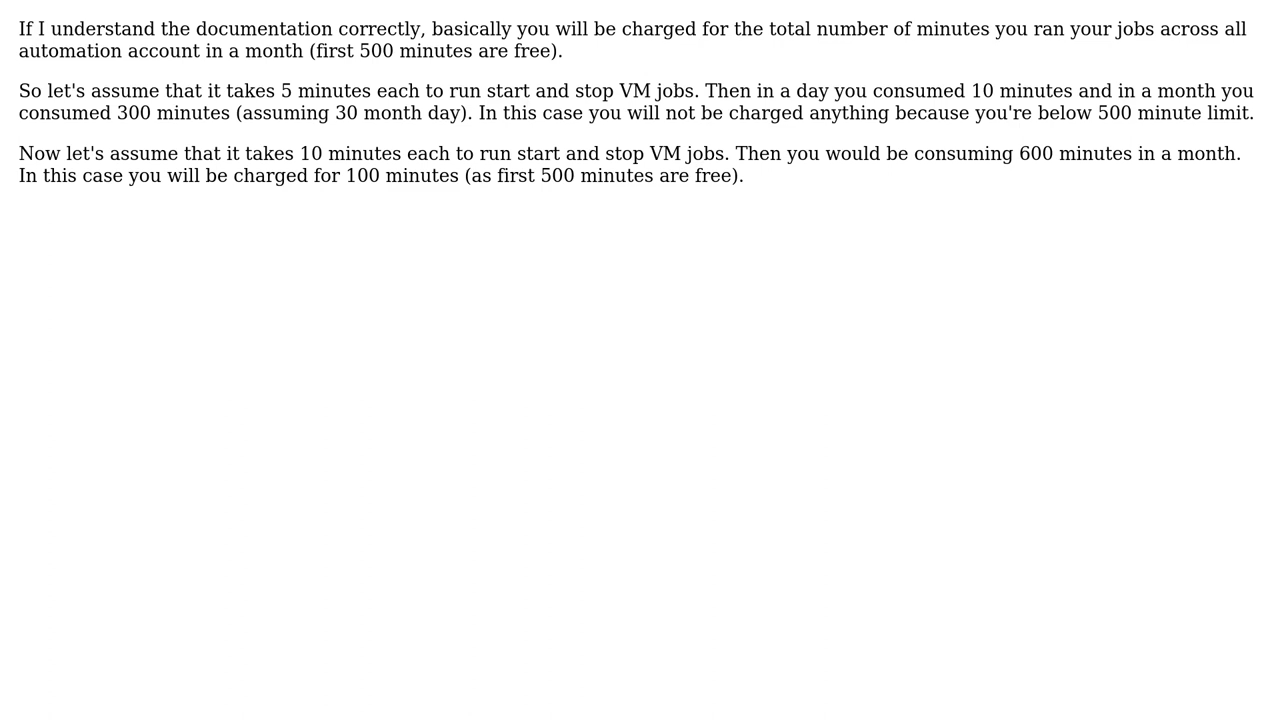 If I understand the documentation correctly, basically you will be charged for the total number of minutes you ran your jobs across all
automation account in a month (first 500 minutes are free).
So let's assume that it takes 5 minutes each to run start and stop VM jobs. Then in a day you consumed 10 minutes and in a month you
consumed 300 minutes (assuming 30 month day). In this case you will not be charged anything because you're below 500 minute limit.
Now let's assume that it takes 10 minutes each to run start and stop VM jobs. Then you would be consuming 600 minutes in a month.
In this case you will be charged for 100 minutes (as first 500 minutes are free).